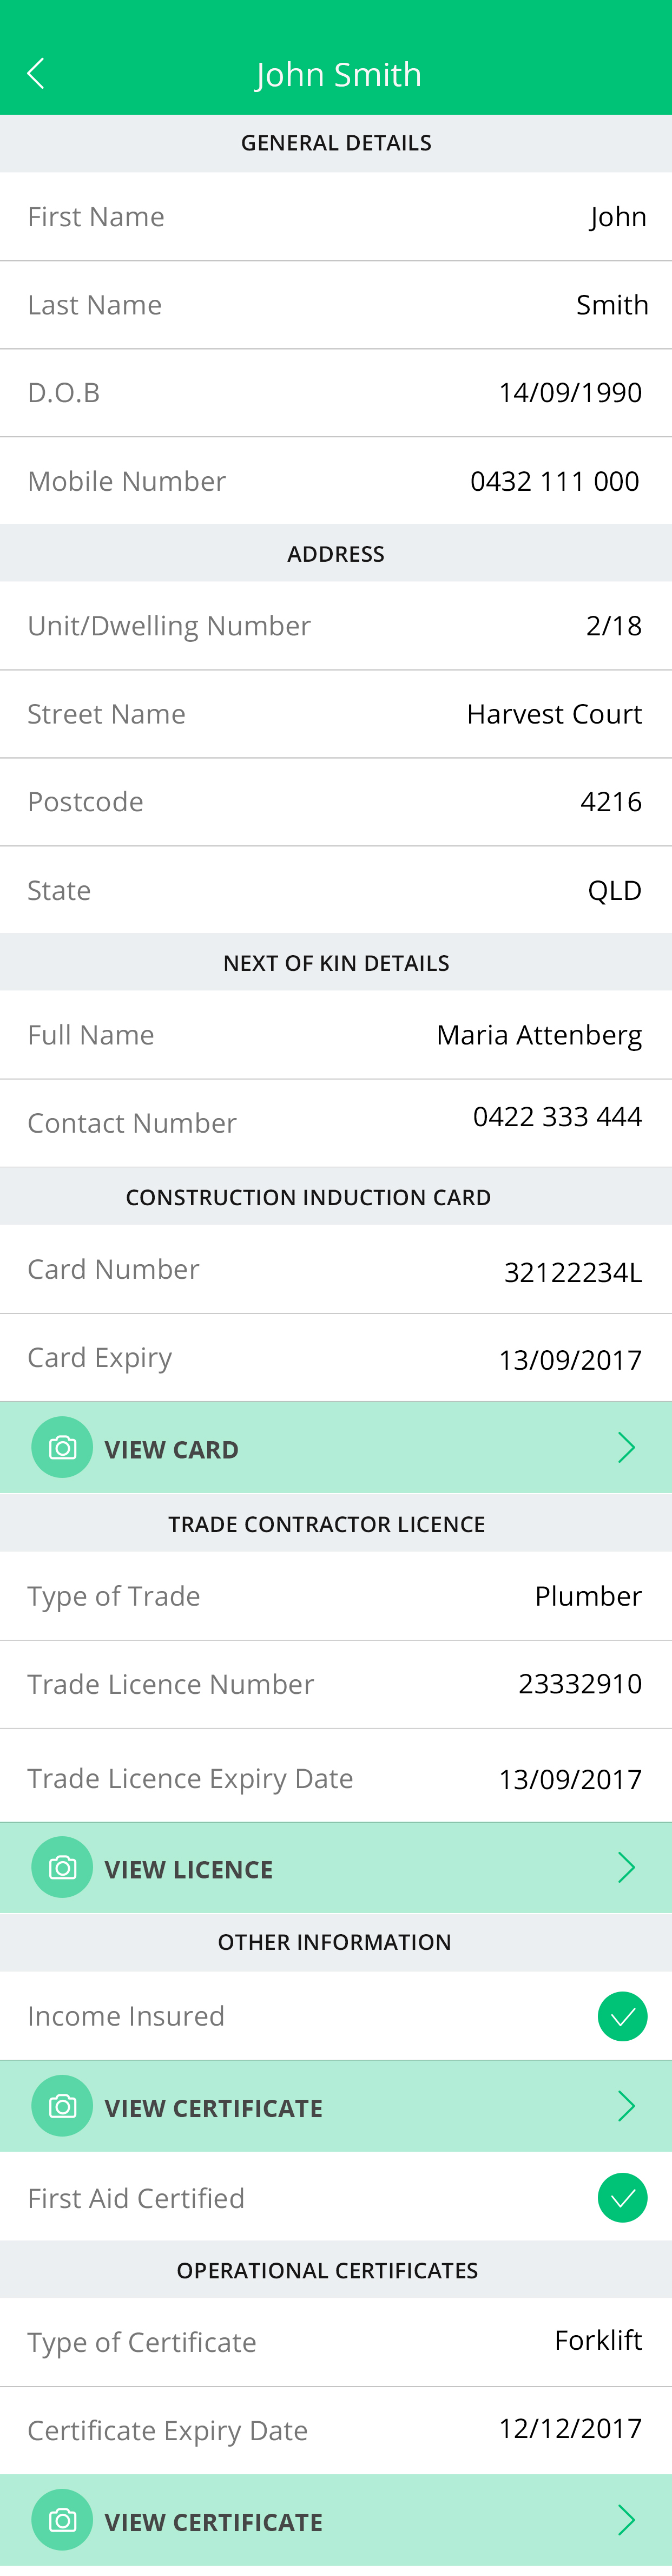 John Smith
GENERAL DETAILS
First Name John
Last Name Smith
D.O.B 14/09/1990
Mobile Number 0432 111 000
ADDRESS
Unit/Dwelling Number 2/18
Street Name Harvest Court
Postcode 4216
State QLD
NEXT OF KIN DETAILS
Full Name Maria Attenberg
Contact Number 0422 333 444
CONSTRUCTION INDUCTION CARD
Card Number 32122234L
Card Expiry 13/09/2017
VIEW CARD
TRADE CONTRACTOR LICENCE
Type of Trade Plumber
Trade Licence Number 23332910
Trade Licence Expiry Date 13/09/2017
VIEW LICENCE
OTHER INFORMATION
Income Insured
VIEW CERTIFICATE
First Aid Certified
OPERATIONAL CERTIFICATES
Type of Certificate Forklift
Certificate Expiry Date 12/12/2017
VIEW CERTIFICATE